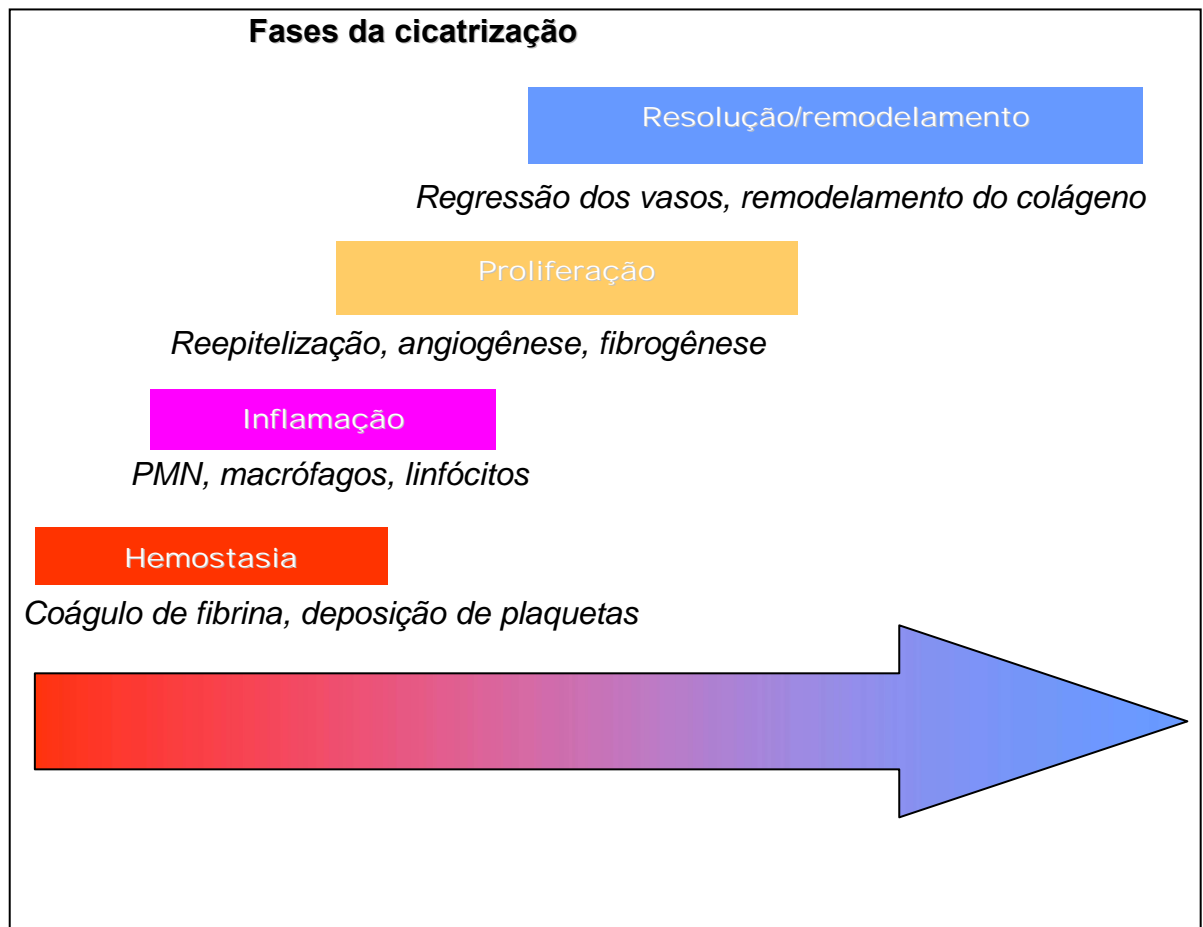 Fases da cicatrização
Resolução/remodelamento
Regressão dos vasos, remodelamento do colágeno
Proliferação
Reepitelização, angiogênese, fibrogênese
Inflamação
PMN, macrófagos, linfócitos
Hemostasia
Coágulo de fibrina, deposição de plaquetas